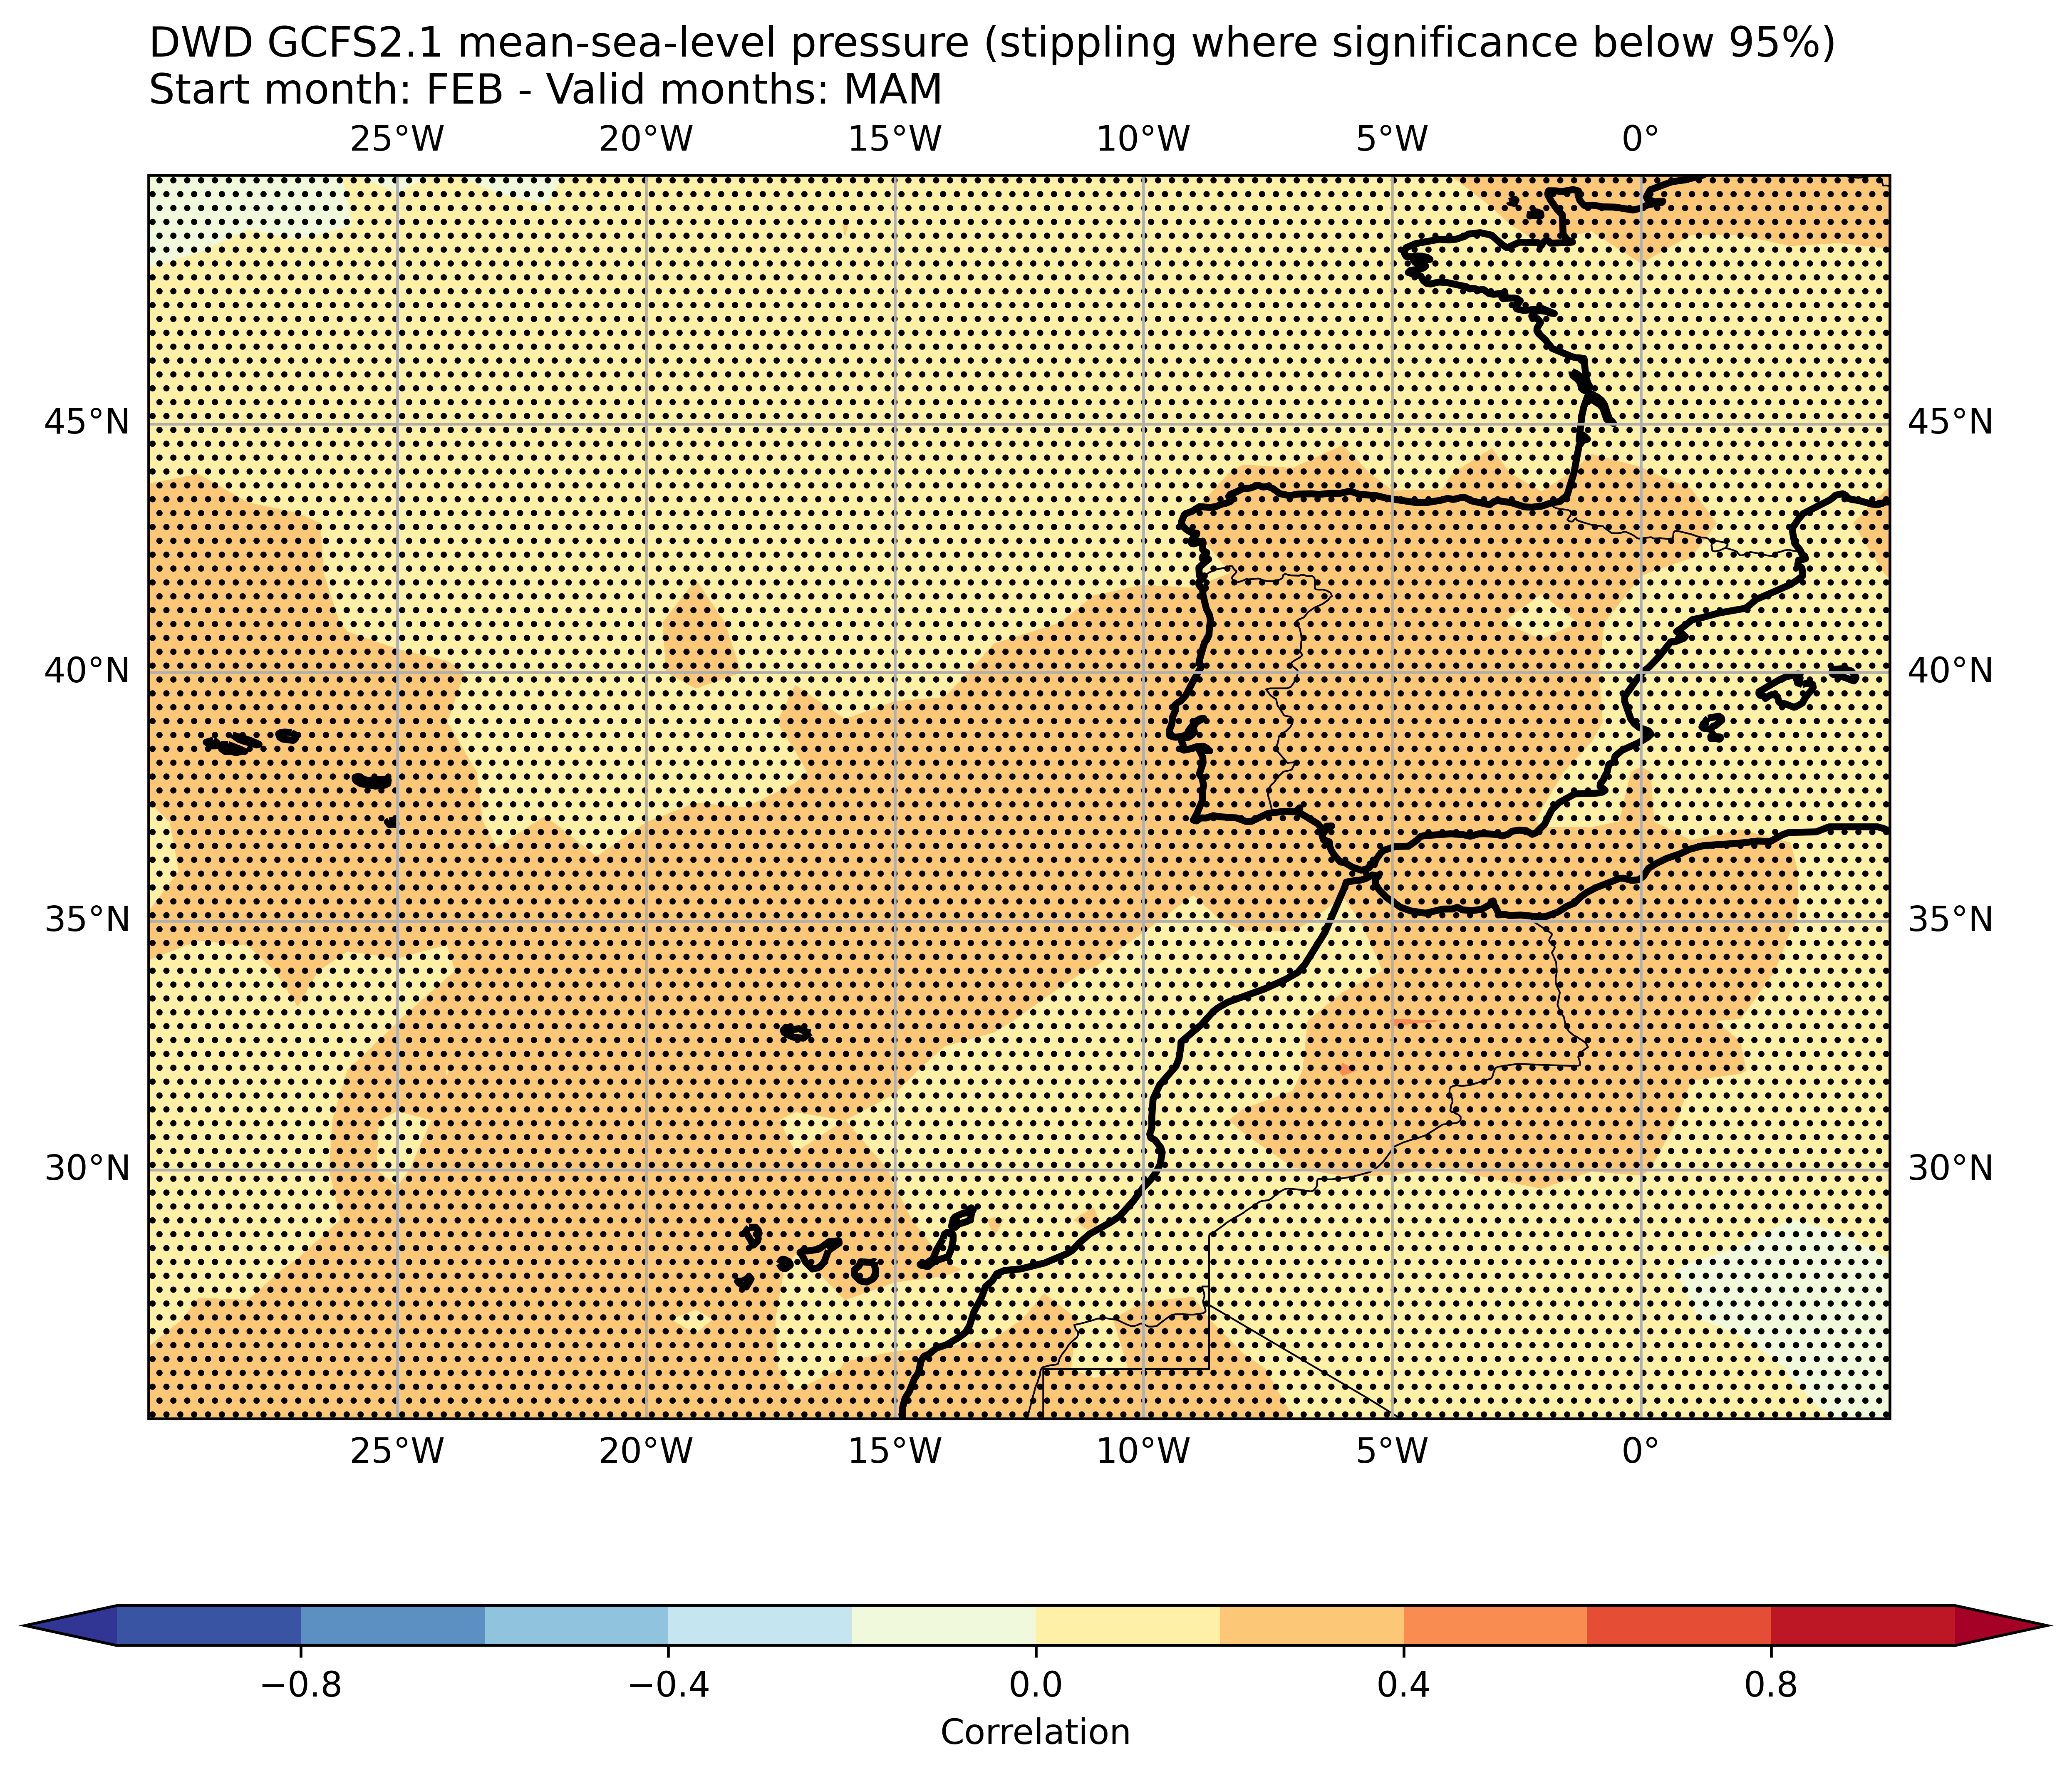 DWD GCFS2.1 mean-sea-level pressure (stippling where significance below 95%)
Start month: FEB - Valid months: MAM
25°W 20°W 15°W 10°W 5°W 0°
45°N 45°N
40°N 40°N
35°N 35°N
30°N 30°N
25°W 20°W 15°W 10°W 5°W 0°
−0.8 −0.4 0.0 0.4 0.8
Correlation